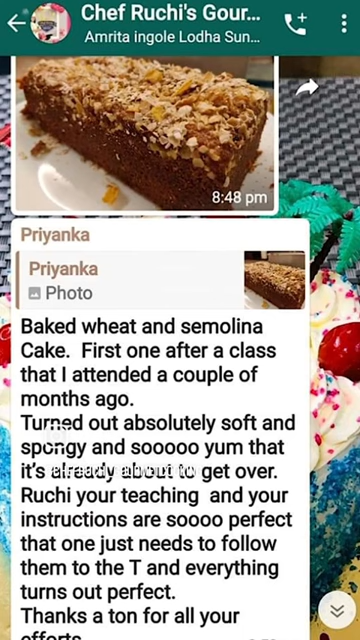 Chef Ruchi's Gour...
Amrita ingole Lodha Sun...
8:48 pm
Priyanka
Priyanka
Photo
Baked wheat and semolina
Cake. First one after a class
that I attended a couple of
months ago.
Turned out absolutely soft and
spongy and sooooo yum that
it's already about to get over.
Ruchi your teaching and your
instructions are soooo perfect
that one just needs to follow
them to the T and everything
turns out perfect.
Thanks a ton for all your
efforts